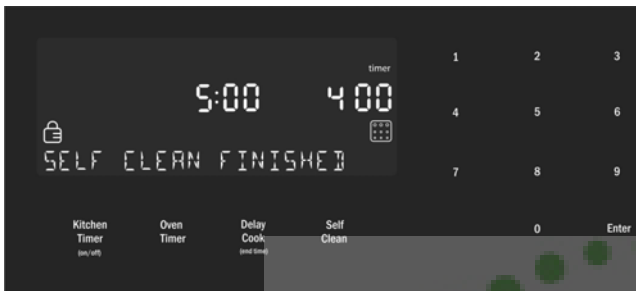 timer
5:00 4 00
SELF CLEAN FINISHED
1 2 3
4 5 6
7 8 9
0 Enter
Kitchen Timer (on/off)
Oven Timer
Delay Cook (end time)
Self Clean